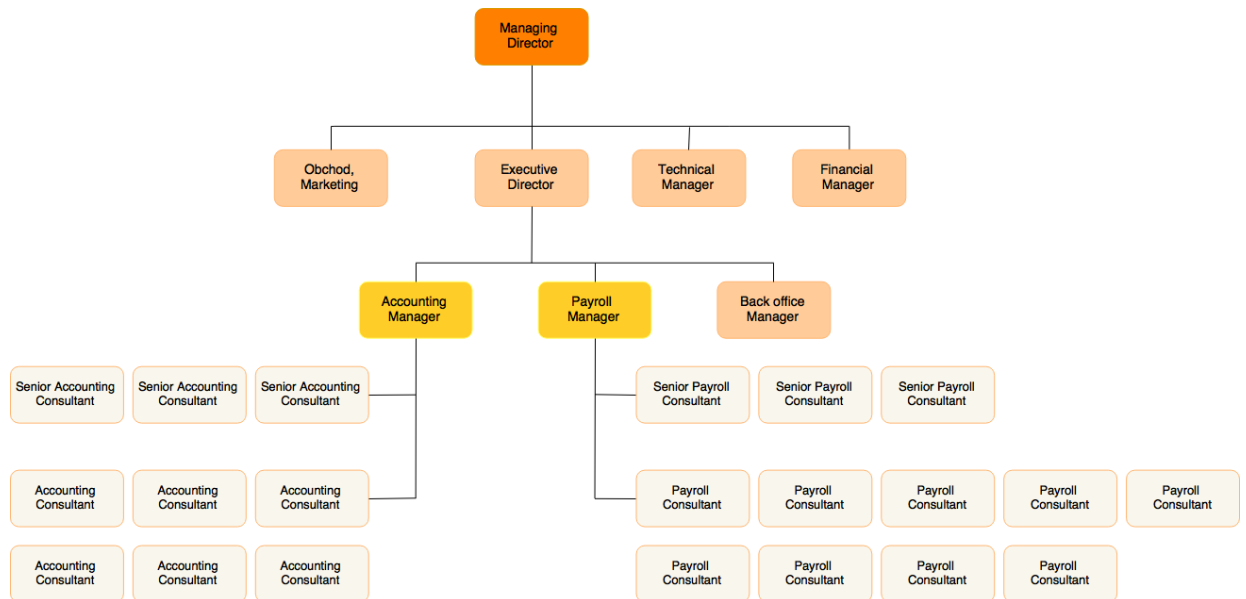 Managing
Director
Obchod,
Marketing
Executive
Director
Technical
Manager
Financial
Manager
Accounting
Manager
Payroll
Manager
Back office
Manager
Senior Accounting
Consultant
Senior Accounting
Consultant
Senior Accounting
Consultant
Senior Payroll
Consultant
Senior Payroll
Consultant
Senior Payroll
Consultant
Accounting
Consultant
Accounting
Consultant
Accounting
Consultant
Payroll
Consultant
Payroll
Consultant
Payroll
Consultant
Payroll
Consultant
Payroll
Consultant
Accounting
Consultant
Accounting
Consultant
Accounting
Consultant
Payroll
Consultant
Payroll
Consultant
Payroll
Consultant
Payroll
Consultant